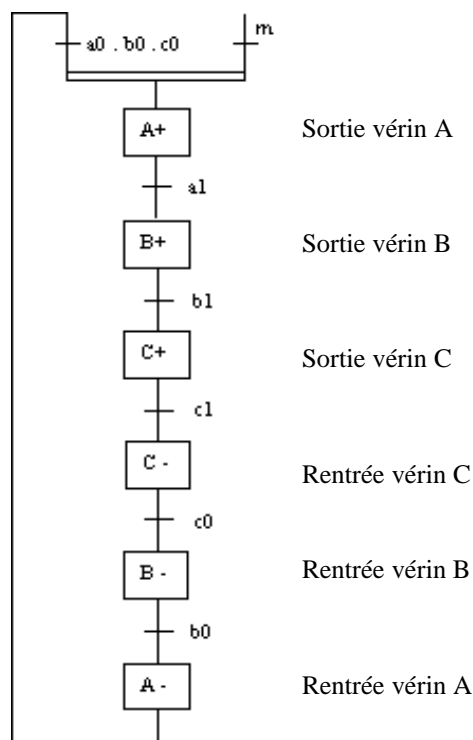 m
a0 . b0 . c0
A+ Sortie vérin A
a1
B+ Sortie vérin B
b1
C+ Sortie vérin C
c1
C - Rentrée vérin C
c0
B - Rentrée vérin B
b0
A - Rentrée vérin A